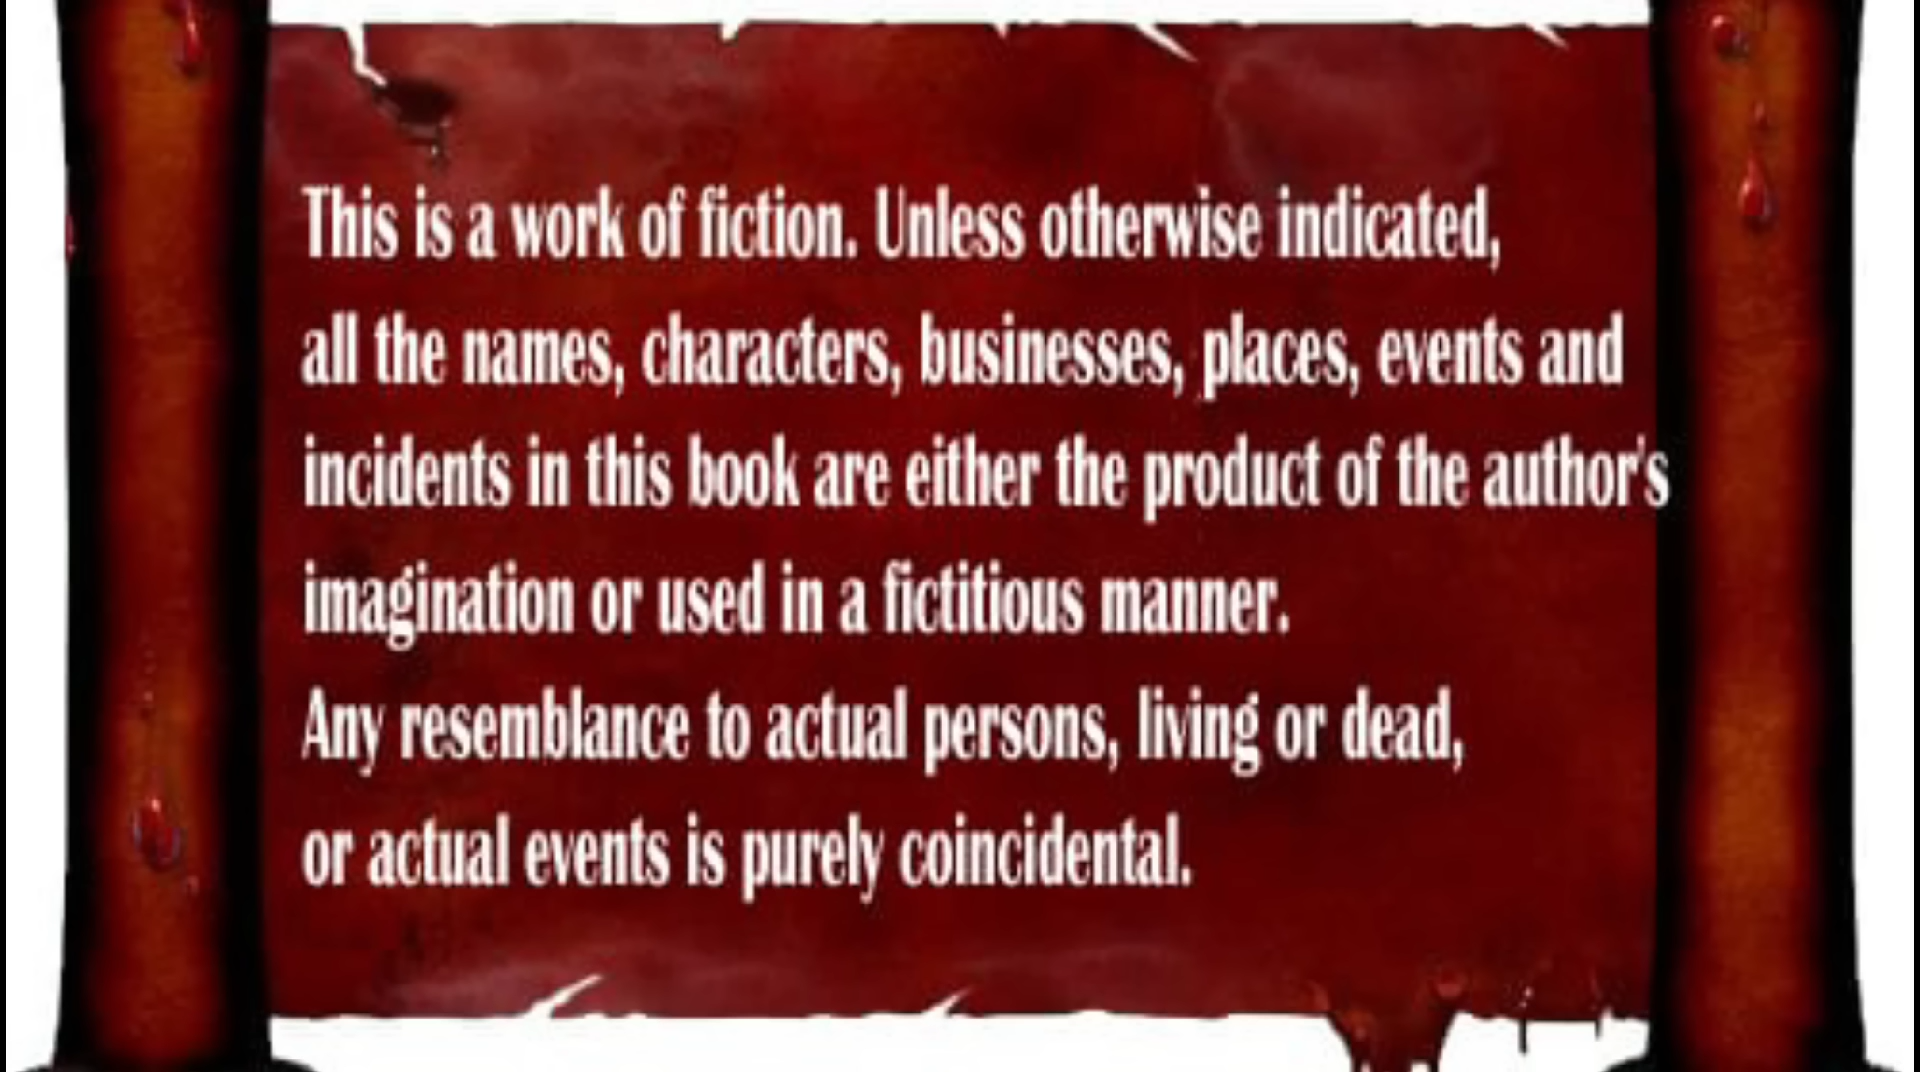 This is a work of fiction. Unless otherwise indicated,
all the names, characters, businesses, places, events and
incidents in this book are either the product of the author's
imagination or used in a fictitious manner.
Any resemblance to actual persons, living or dead,
or actual events is purely coincidental.